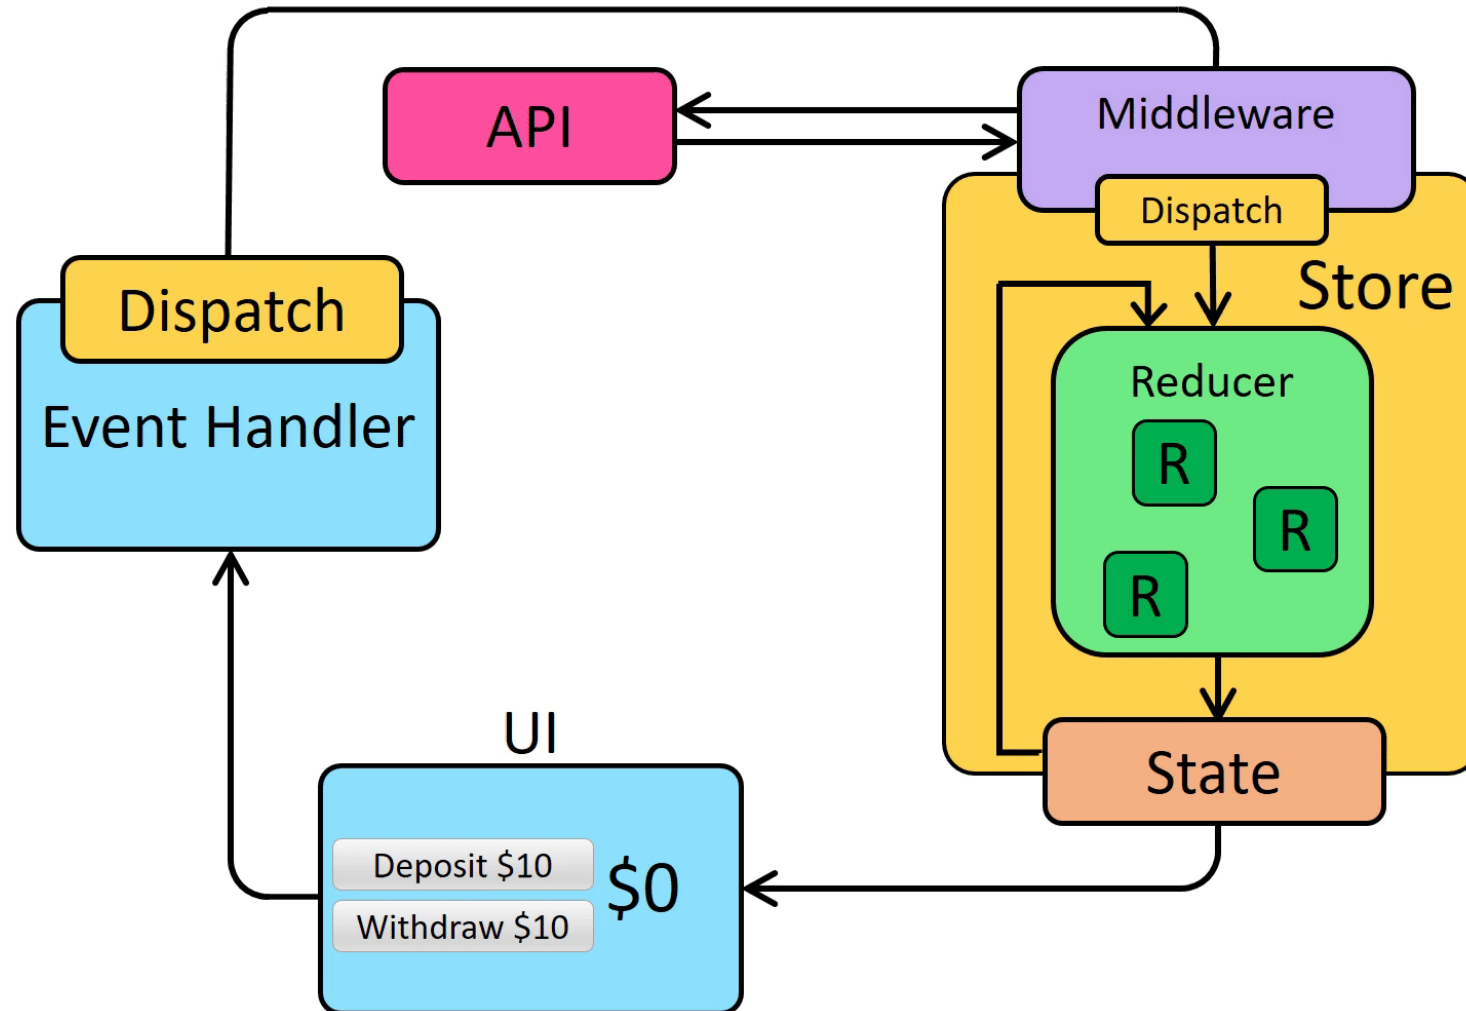 API
Middleware
Dispatch
Store
Dispatch
Event Handler
Reducer
R
R
R
UI
State
Deposit $10
$0
Withdraw $10